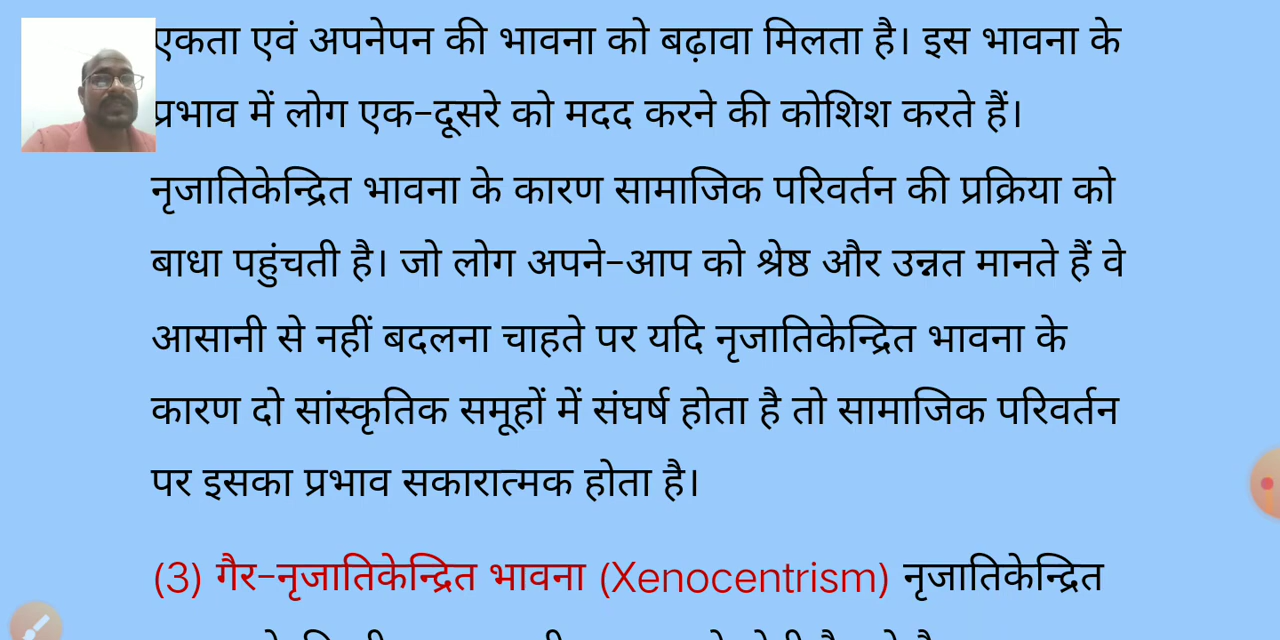 एकता एवं अपनेपन की भावना को बढ़ावा मिलता है। इस भावना के
प्रभाव में लोग एक-दूसरे को मदद करने की कोशिश करते हैं।
नृजातिकेन्द्रित भावना के कारण सामाजिक परिवर्तन की प्रक्रिया को
बाधा पहुंचती है। जो लोग अपने-आप को श्रेष्ठ और उन्नत मानते हैं वे
आसानी से नहीं बदलना चाहते पर यदि नृजातिकेन्द्रित भावना के
कारण दो सांस्कृतिक समूहों में संघर्ष होता है तो सामाजिक परिवर्तन
पर इसका प्रभाव सकारात्मक होता है।
(3) गैर-नृजातिकेन्द्रित भावना (Xenocentrism) नृजातिकेन्द्रित